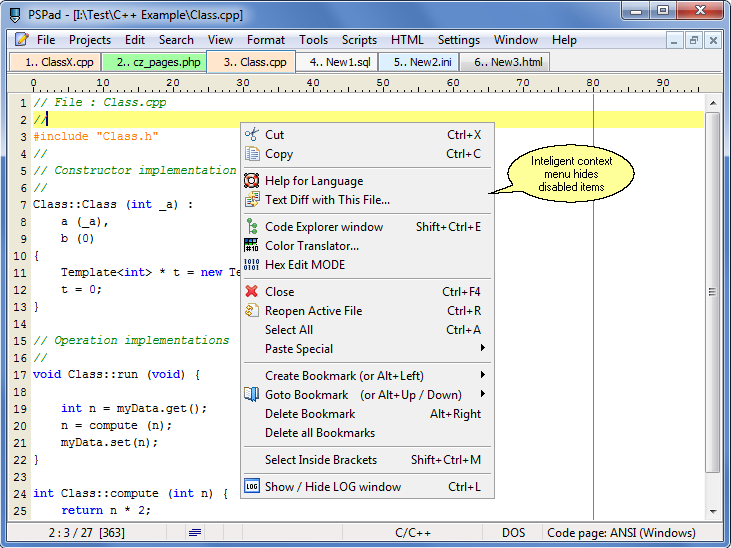 PSPad - [I:\Test\C++ Example\Class.cpp]
File Projects Edit Search View Format Tools Scripts HTML Settings Window Help
1.. ClassX.cpp 2.. cz_pages.php 3.. Class.cpp 4.. New1.sql 5.. New2.ini 6.. New3.html
0 10 20 30 40 50 60 70 80 90
1 // File : Class.cpp
2 //
3 #include "Class.h"
4 //
5 // Constructor implementation
6 //
7 Class::Class (int _a) :
8 a (_a),
9 b (0)
10 {
11 Template<int> * t = new Te
12 t = 0;
13 }
14
15 // Operation implementations
16 //
17 void Class::run (void) {
18
19 int n = myData.get();
20 n = compute (n);
21 myData.set(n);
22 }
23
24 int Class::compute (int n) {
25 return n * 2;
Cut Ctrl+X
Copy Ctrl+C
Help for Language
Text Diff with This File...
Code Explorer window Shift+Ctrl+E
Color Translator...
Hex Edit MODE
Close Ctrl+F4
Reopen Active File Ctrl+R
Select All Ctrl+A
Paste Special
Create Bookmark (or Alt+Left)
Goto Bookmark (or Alt+Up / Down)
Delete Bookmark Alt+Right
Delete all Bookmarks
Select Inside Brackets Shift+Ctrl+M
LOG Show / Hide LOG window Ctrl+L
Inteligent context
menu hides
disabled items
2 : 3 / 27 [363] C/C++ DOS Code page: ANSI (Windows)